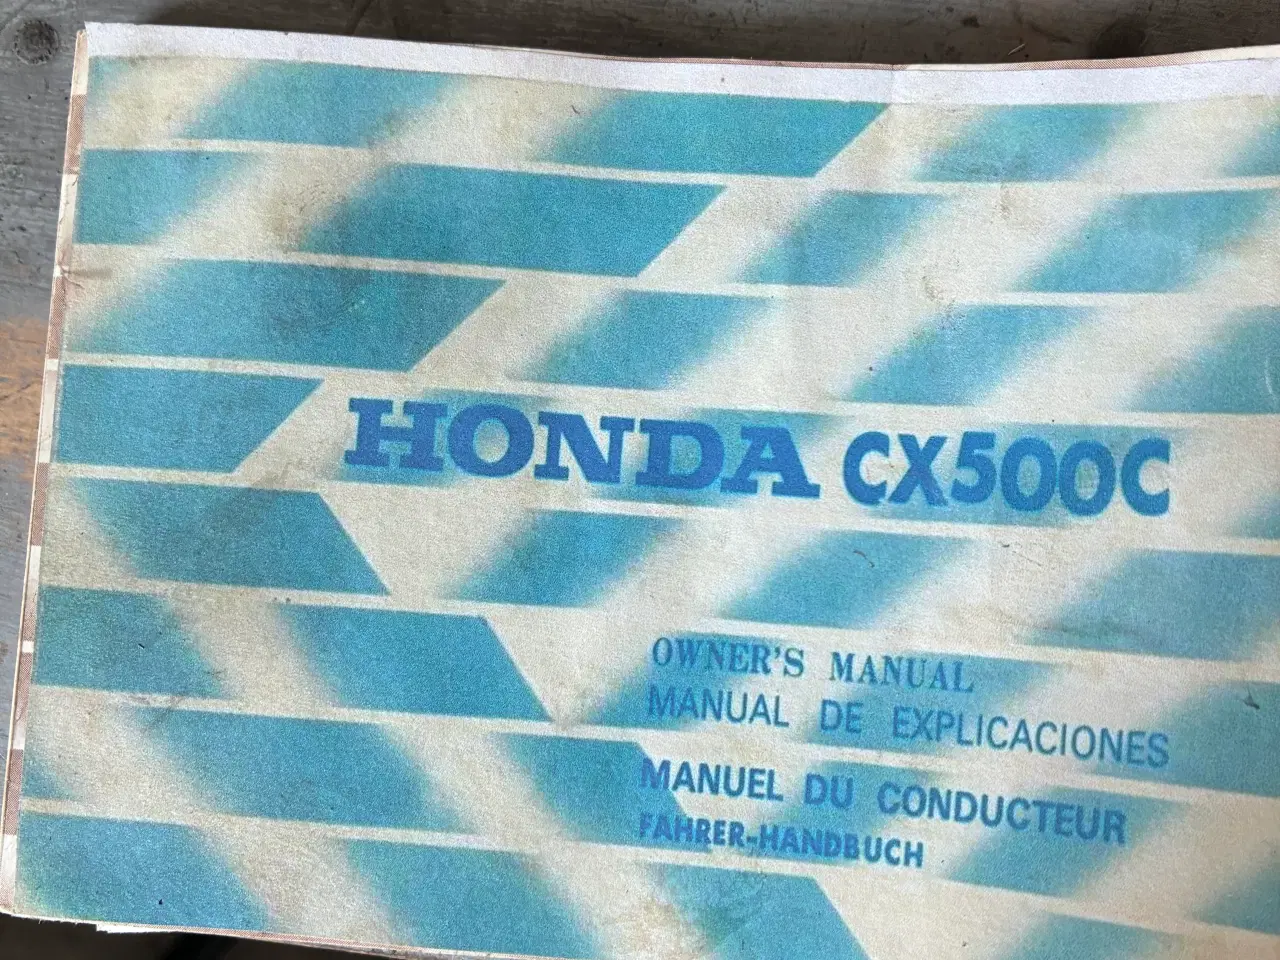 HONDA CX500C
OWNER'S MANUAL
MANUAL DE EXPLICACIONES
MANUEL DU CONDUCTEUR
FAHRER-HANDBUCH